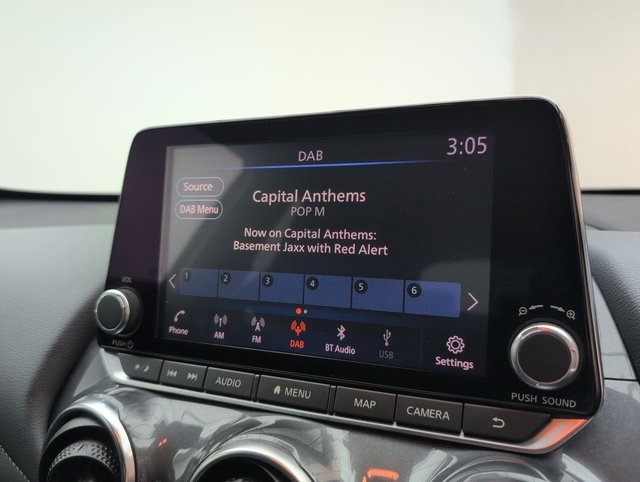 DAB
3:05
Source
DAB Menu
Capital Anthems
POP M
Now on Capital Anthems:
Basement Jaxx with Red Alert
1 2 3 4 5 6
Phone
AM
FM
DAB
BT Audio
USB
Settings
VOL
PUSH
PUSH SOUND
AUDIO
MENU
MAP
CAMERA